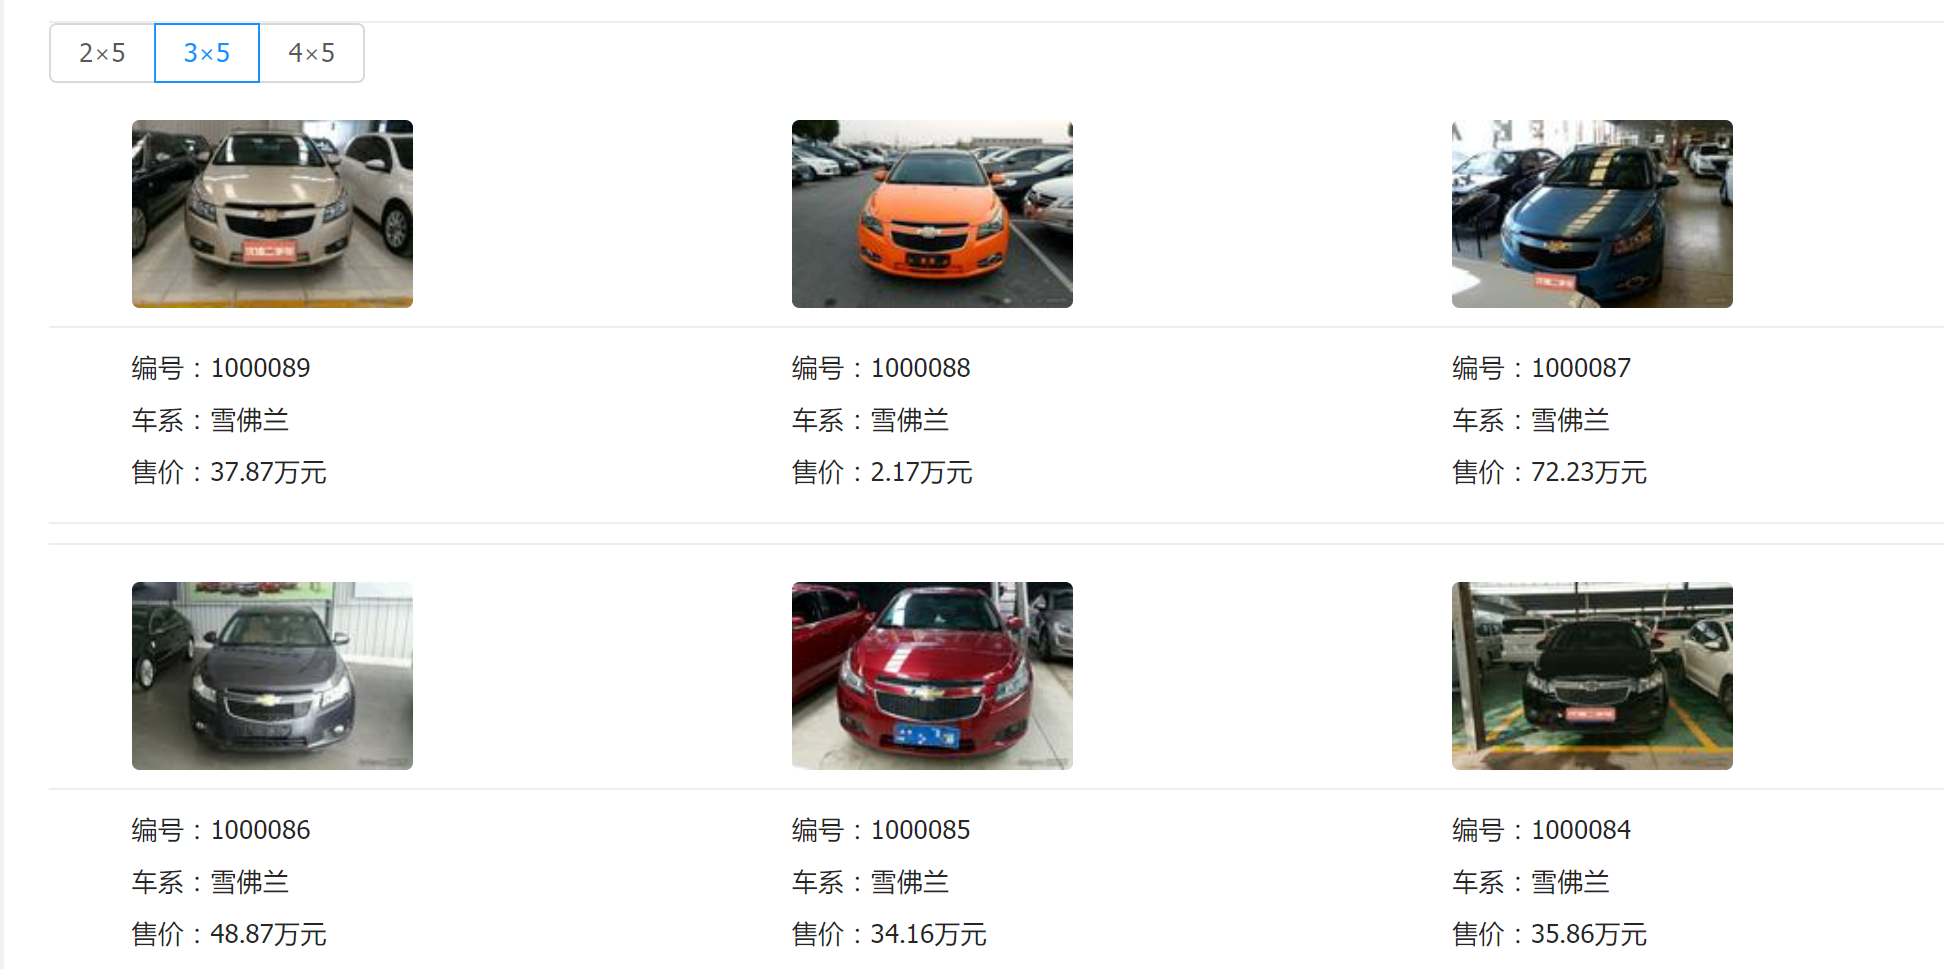 2×5 3×5 4×5
编号：1000089 编号：1000088 编号：1000087
车系：雪佛兰 车系：雪佛兰 车系：雪佛兰
售价：37.87万元 售价：2.17万元 售价：72.23万元
编号：1000086 编号：1000085 编号：1000084
车系：雪佛兰 车系：雪佛兰 车系：雪佛兰
售价：48.87万元 售价：34.16万元 售价：35.86万元